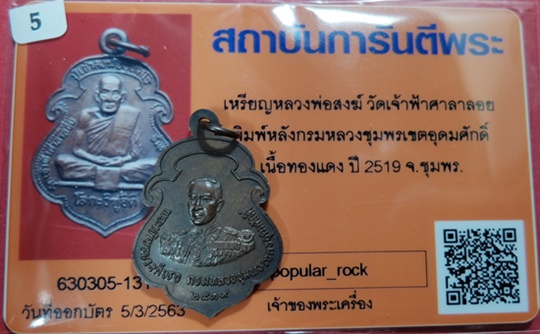 5
สถาบันการันตีพระ
เหรียญหลวงพ่อสงฆ์ วัดเจ้าฟ้าศาลาลอย
พิมพ์หลังกรมหลวงชุมพรเขตอุดมศักดิ์
เนื้อทองแดง ปี 2519 จ.ชุมพร.
๒๕๑๙
630305-131
popular_rock
วันที่ออกบัตร 5/3/2563
เจ้าของพระเครื่อง